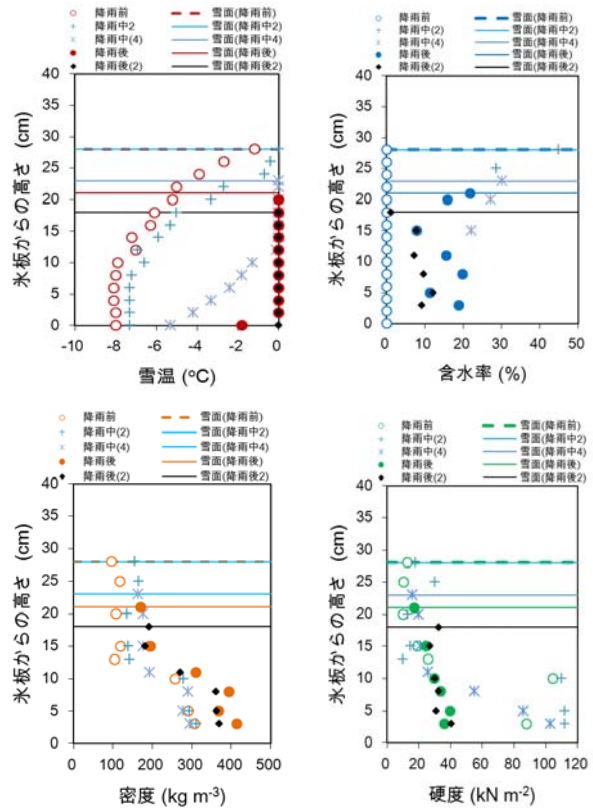 降雨前 雪面(降雨前)
降雨中2 雪面(降雨中2)
降雨中(4) 雪面(降雨中4)
降雨後 雪面(降雨後)
降雨後(2) 雪面(降雨後2)
氷板からの高さ (cm)
40
35
30
25
20
15
10
5
0
-10 -8 -6 -4 -2 0
雪温 (°C)
降雨前 雪面(降雨前)
降雨中(2) 雪面(降雨中2)
降雨中(4) 雪面(降雨中4)
降雨後 雪面(降雨後)
降雨後(2) 雪面(降雨後2)
氷板からの高さ (cm)
40
35
30
25
20
15
10
5
0
0 10 20 30 40 50
含水率 (%)
降雨前 雪面(降雨前)
降雨中(2) 雪面(降雨中2)
降雨中(4) 雪面(降雨中4)
降雨後 雪面(降雨後)
降雨後(2) 雪面(降雨後2)
氷板からの高さ (cm)
40
35
30
25
20
15
10
5
0
0 100 200 300 400 500
密度 (kg m-3)
降雨前 雪面(降雨前)
降雨中(2) 雪面(降雨中2)
降雨中(4) 雪面(降雨中4)
降雨後 雪面(降雨後)
降雨後(2) 雪面(降雨後2)
氷板からの高さ (cm)
40
35
30
25
20
15
10
5
0
0 20 40 60 80 100 120
硬度 (kN m-2)